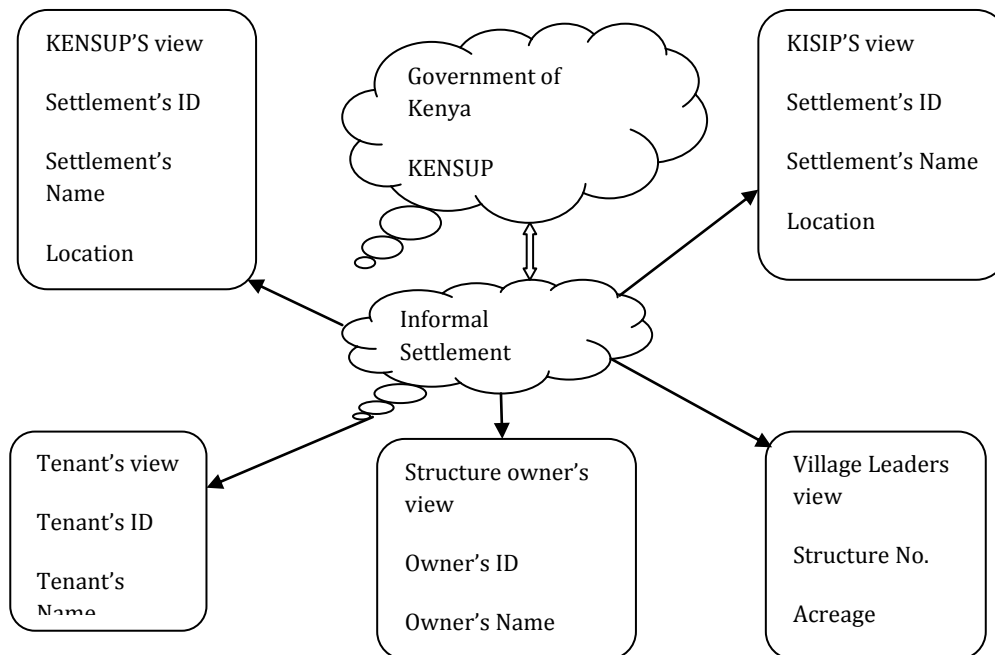 KENSUP'S view
Settlement's ID
Settlement's
Name
Location
Government of
Kenya
KENSUP
KISIP'S view
Settlement's ID
Settlement's Name
Location
Informal
Settlement
Tenant's view
Tenant's ID
Tenant's
Name
Structure owner's
view
Owner's ID
Owner's Name
Village Leaders
view
Structure No.
Acreage